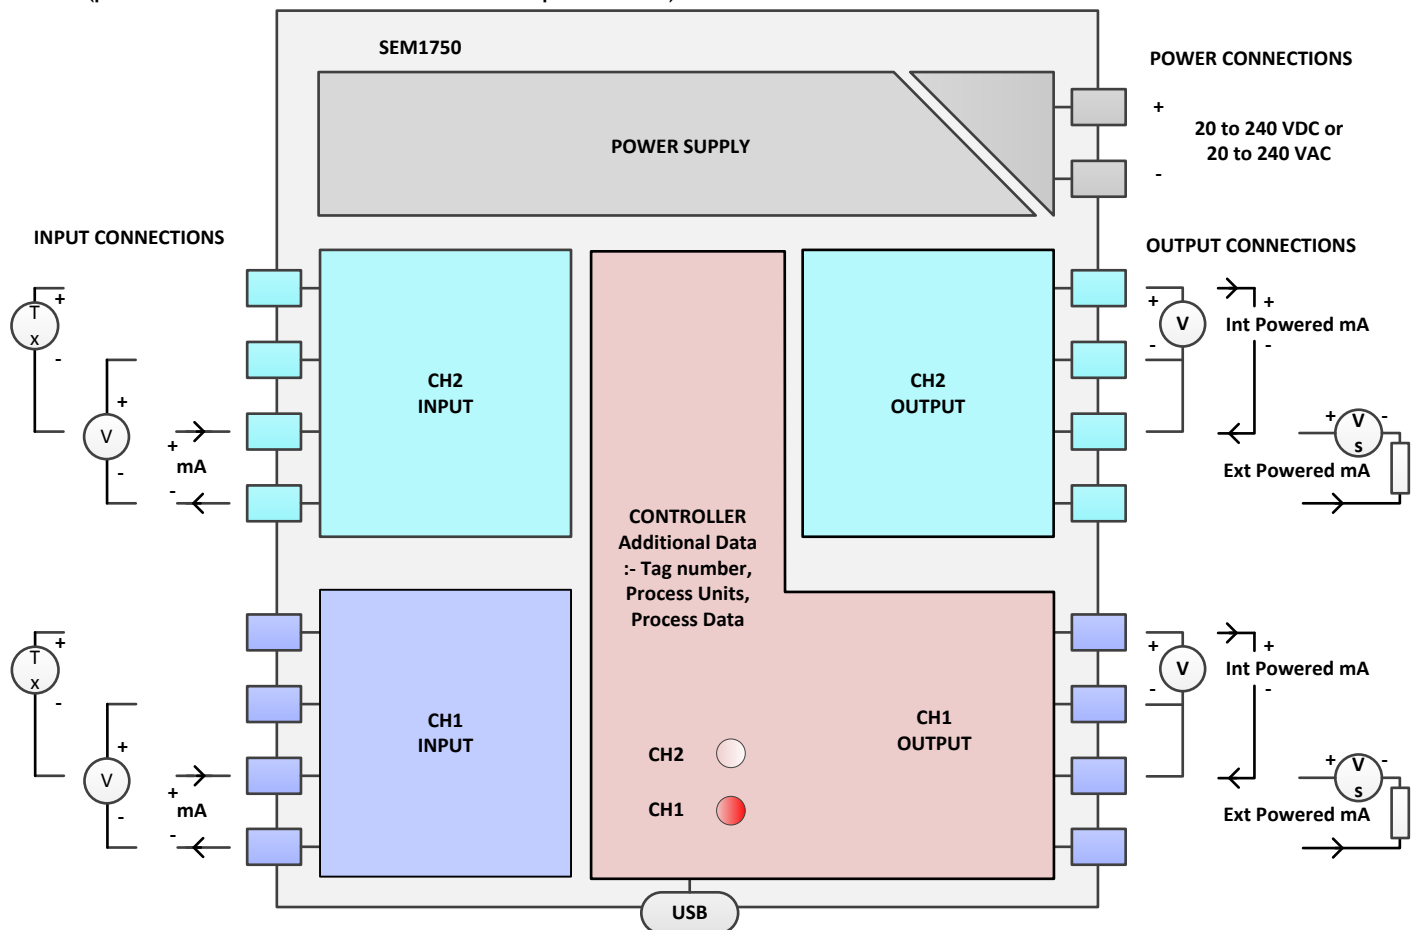 SEM1750
POWER CONNECTIONS
+
20 to 240 VDC or
20 to 240 VAC
-
POWER SUPPLY
INPUT CONNECTIONS
OUTPUT CONNECTIONS
+
T
x
-
+
V
-
+
mA
-
CH2
INPUT
CH2
OUTPUT
+
V
-
+
Int Powered mA
-
+
V
s
-
Ext Powered mA
CONTROLLER
Additional Data
:- Tag number,
Process Units,
Process Data
+
T
x
-
+
V
-
+
mA
-
CH1
INPUT
CH1
OUTPUT
CH2
CH1
+
V
-
+
Int Powered mA
-
+
V
s
-
Ext Powered mA
USB